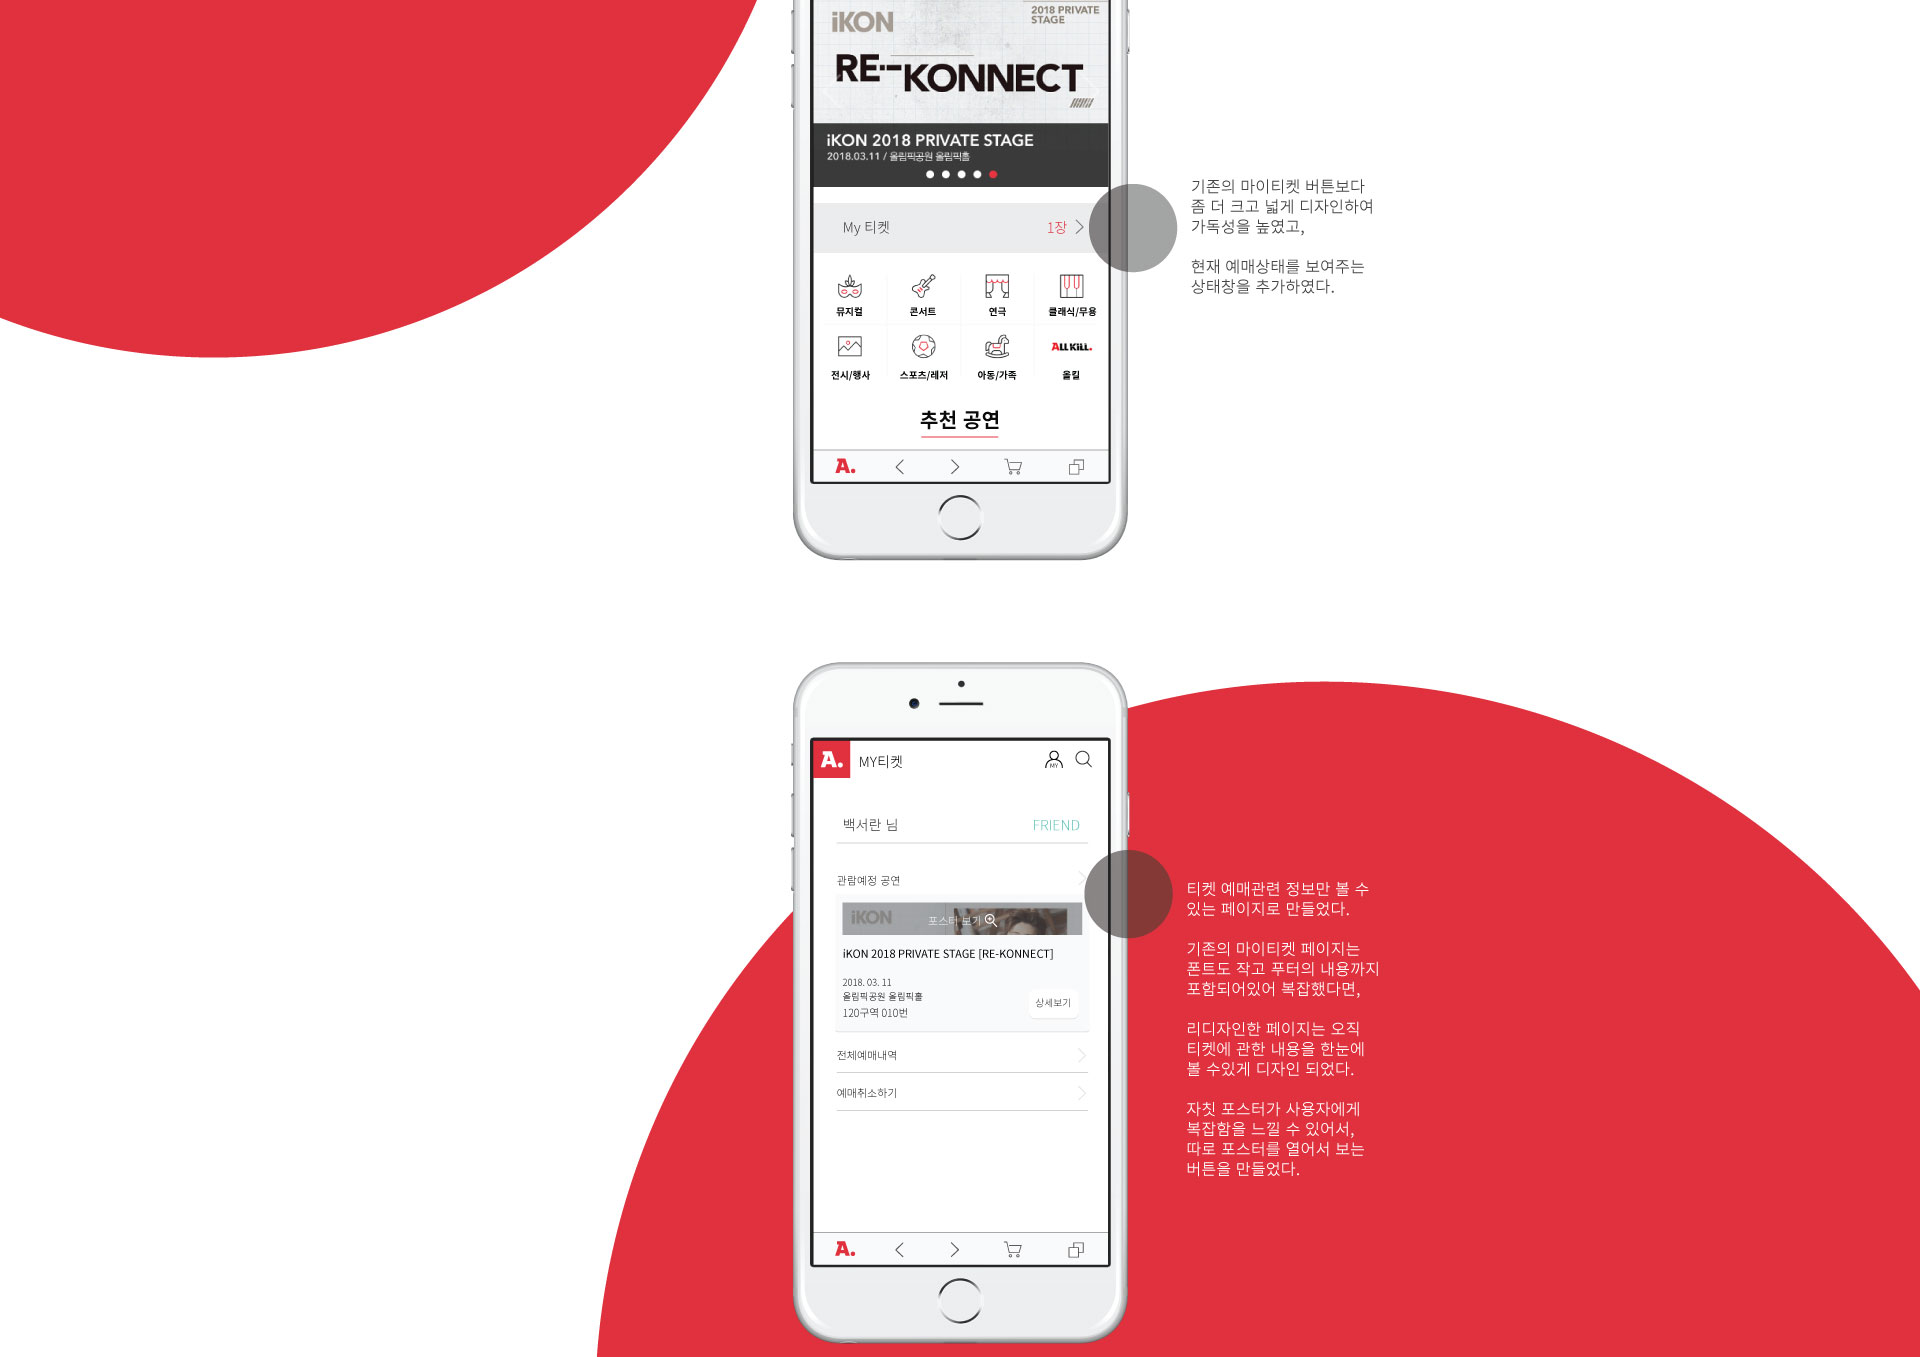 iKON
2018 PRIVATE
STAGE
RE-KONNECT
iKON 2018 PRIVATE STAGE
2018.03.11 / 올림픽공원 올림픽홀
My 티켓
1장
뮤지컬
콘서트
연극
클래식/무용
전시/행사
스포츠/레저
아동/가족
ALL KiLL.
올킬
추천 공연
A.
기존의 마이티켓 버튼보다
좀 더 크고 넓게 디자인하여
가독성을 높였고,
현재 예매상태를 보여주는
상태창을 추가하였다.
A.
MY티켓
MY
백서란 님
FRIEND
관람예정 공연
iKON
포스터 보기
iKON 2018 PRIVATE STAGE [RE-KONNECT]
2018. 03. 11
올림픽공원 올림픽홀
120구역 010번
상세보기
전체예매내역
예매취소하기
A.
티켓 예매관련 정보만 볼 수
있는 페이지로 만들었다.
기존의 마이티켓 페이지는
폰트도 작고 푸터의 내용까지
포함되어있어 복잡했다면,
리디자인한 페이지는 오직
티켓에 관한 내용을 한눈에
볼 수있게 디자인 되었다.
자칫 포스터가 사용자에게
복잡함을 느낄 수 있어서,
따로 포스터를 열어서 보는
버튼을 만들었다.